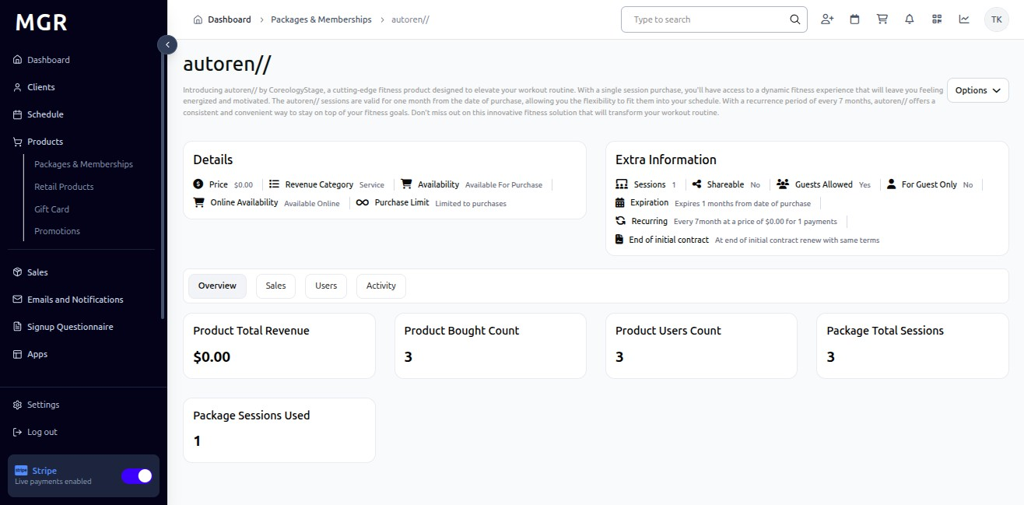 MGR
Dashboard
Clients
Schedule
Products
Packages & Memberships
Retail Products
Gift Card
Promotions
Sales
Emails and Notifications
Signup Questionnaire
Apps
Settings
Log out
Stripe
Live payments enabled
Dashboard > Packages & Memberships > autoren//
Type to search
TK
autoren//
Introducing autoren// by CoreologyStage, a cutting-edge fitness product designed to elevate your workout routine. With a single session purchase, you'll have access to a dynamic fitness experience that will leave you feeling
energized and motivated. The autoren// sessions are valid for one month from the date of purchase, allowing you the flexibility to fit them into your schedule. With a recurrence period of every 7 months, autoren// offers a
consistent and convenient way to stay on top of your fitness goals. Don't miss out on this innovative fitness solution that will transform your workout routine.
Options
Details
Price $0.00 Revenue Category Service Availability Available For Purchase
Online Availability Available Online Purchase Limit Limited to purchases
Extra Information
Sessions 1 Shareable No Guests Allowed Yes For Guest Only No
Expiration Expires 1 months from date of purchase
Recurring Every 7month at a price of $0.00 for 1 payments
End of initial contract At end of initial contract renew with same terms
Overview Sales Users Activity
Product Total Revenue
$0.00
Product Bought Count
3
Product Users Count
3
Package Total Sessions
3
Package Sessions Used
1